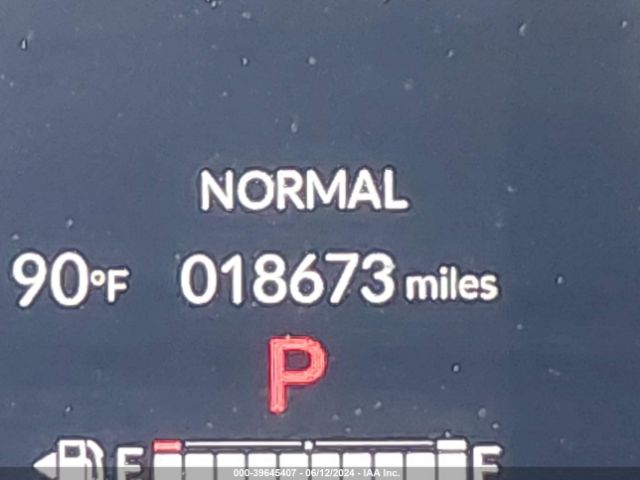 NORMAL
90°F 018673 miles
P
E F
000-39645407 - 06/12/2024 - IAA Inc.